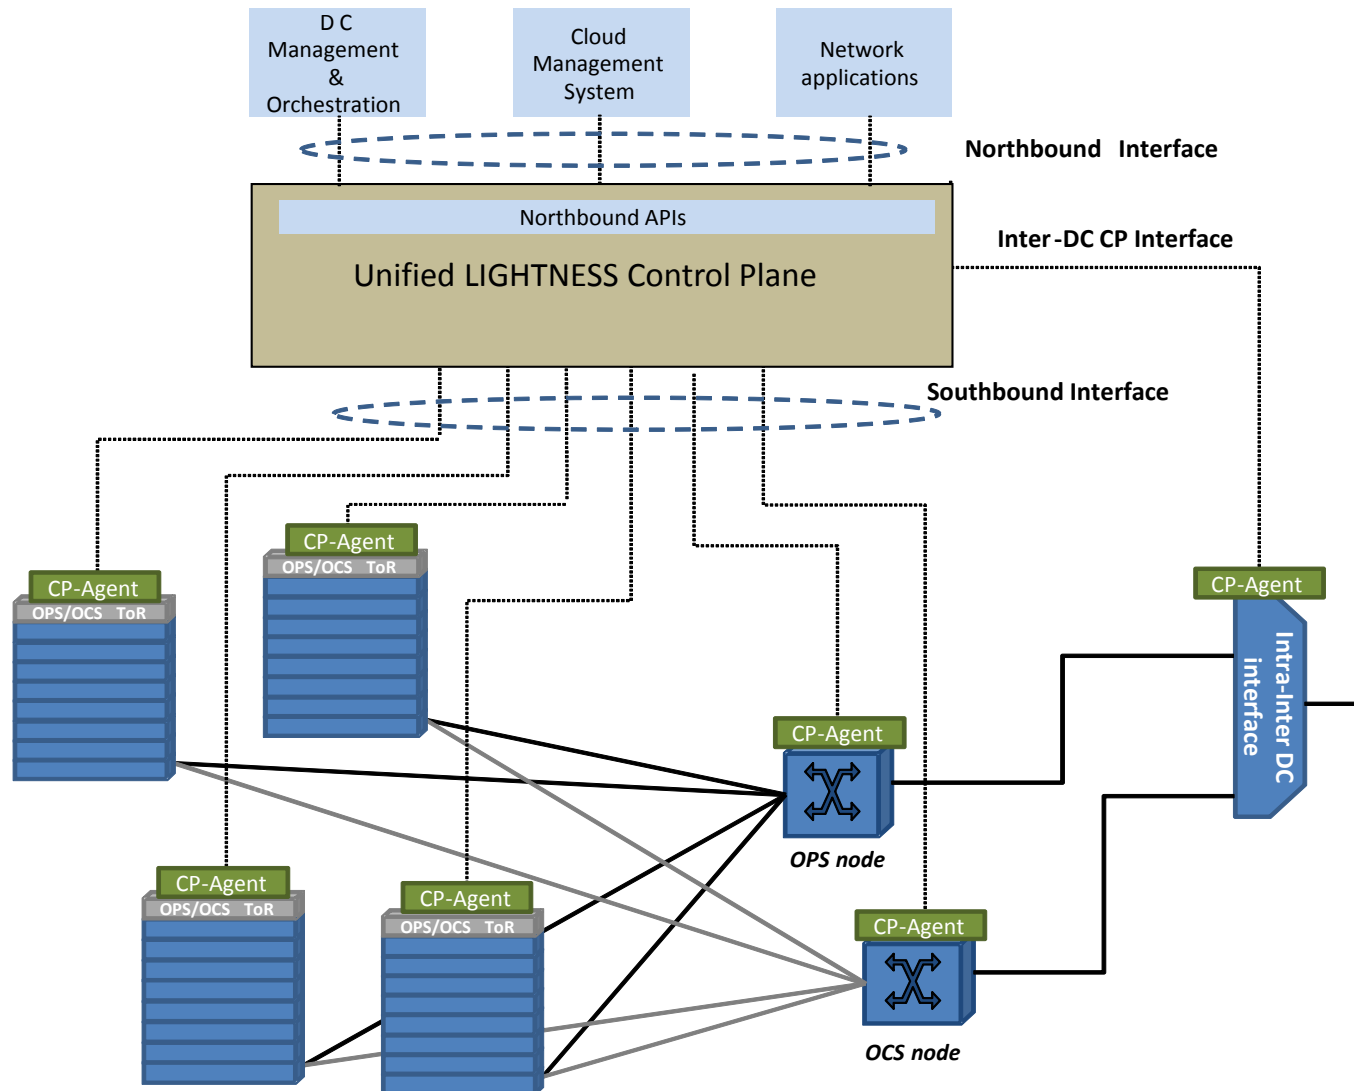 D C
Management
&
Orchestration
Cloud
Management
System
Network
applications
Northbound Interface
Northbound APIs
Inter-DC CP Interface
Unified LIGHTNESS Control Plane
Southbound Interface
CP-Agent
OPS/OCS ToR
CP-Agent
OPS/OCS ToR
CP-Agent
Intra-Inter DC
interface
CP-Agent
OPS node
CP-Agent
OPS/OCS ToR
CP-Agent
OPS/OCS ToR
CP-Agent
OCS node